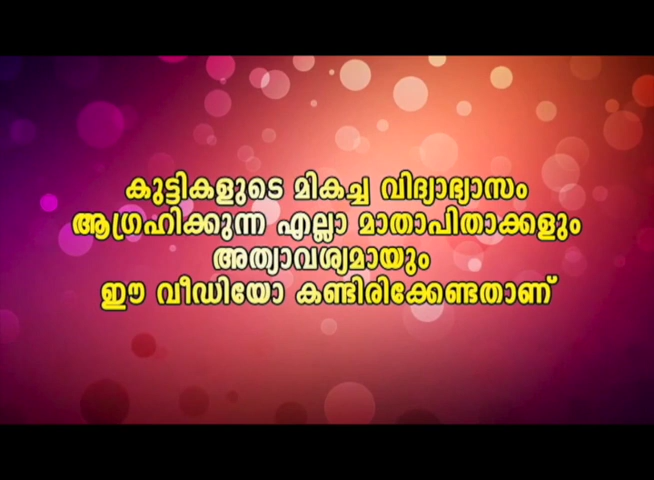 കുട്ടികളുടെ മികച്ച വിദ്യാഭ്യാസം
ആഗ്രഹിക്കുന്ന എല്ലാ മാതാപിതാക്കളും
അത്യാവശ്യമായും
ഈ വീഡിയോ കണ്ടിരിക്കേണ്ടതാണ്